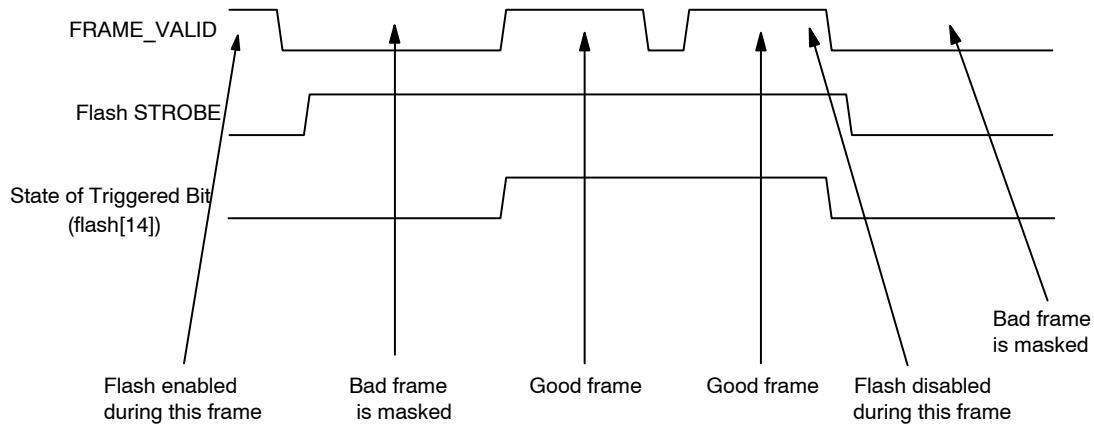 FRAME_VALID
Flash STROBE
State of Triggered Bit
(flash[14])
Bad frame
is masked
Flash enabled
during this frame
Bad frame
is masked
Good frame
Good frame
Flash disabled
during this frame